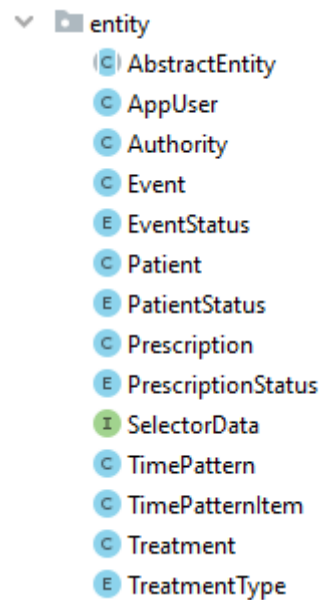 entity
C AbstractEntity
C AppUser
C Authority
C Event
E EventStatus
C Patient
E PatientStatus
C Prescription
E PrescriptionStatus
I SelectorData
C TimePattern
C TimePatternItem
C Treatment
E TreatmentType